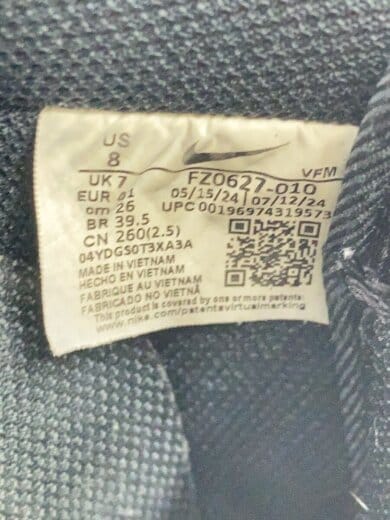 US
8
UK 7
EUR 41
cm 26
BR 39.5
CN 260(2.5)
04YDGS0T3XA3A
VFM
FZ0627-010
05/15/24 07/12/24
UPC 00196974319573
MADE IN VIETNAM
HECHO EN VIETNAM
FABRIQUE AU VIETNAM
FABRICADO NO VIETNÃ
This product is covered by one or more patents:
www.nike.com/patentsvirtualmarking